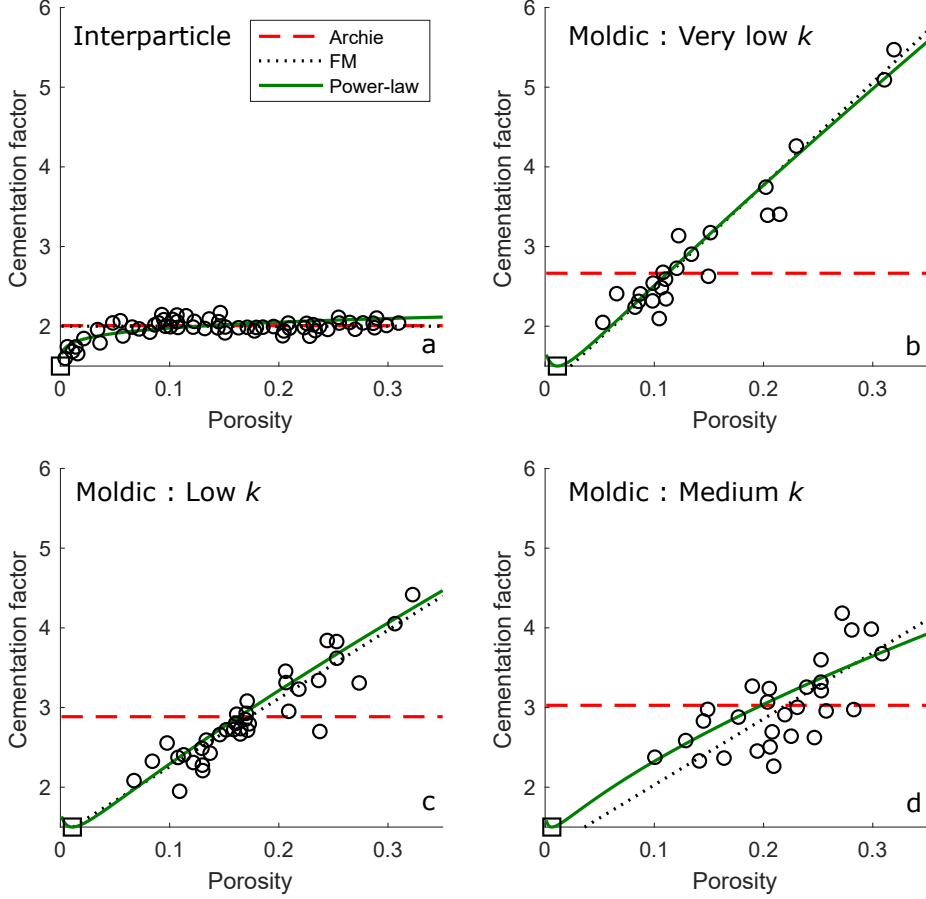 Interparticle
Archie
FM
Power-law
6
5
4
3
2
Cementation factor
0
0.1
0.2
0.3
Porosity
a
Moldic : Very low k
6
5
4
3
2
Cementation factor
0
0.1
0.2
0.3
Porosity
b
Moldic : Low k
6
5
4
3
2
Cementation factor
0
0.1
0.2
0.3
Porosity
c
Moldic : Medium k
6
5
4
3
2
Cementation factor
0
0.1
0.2
0.3
Porosity
d